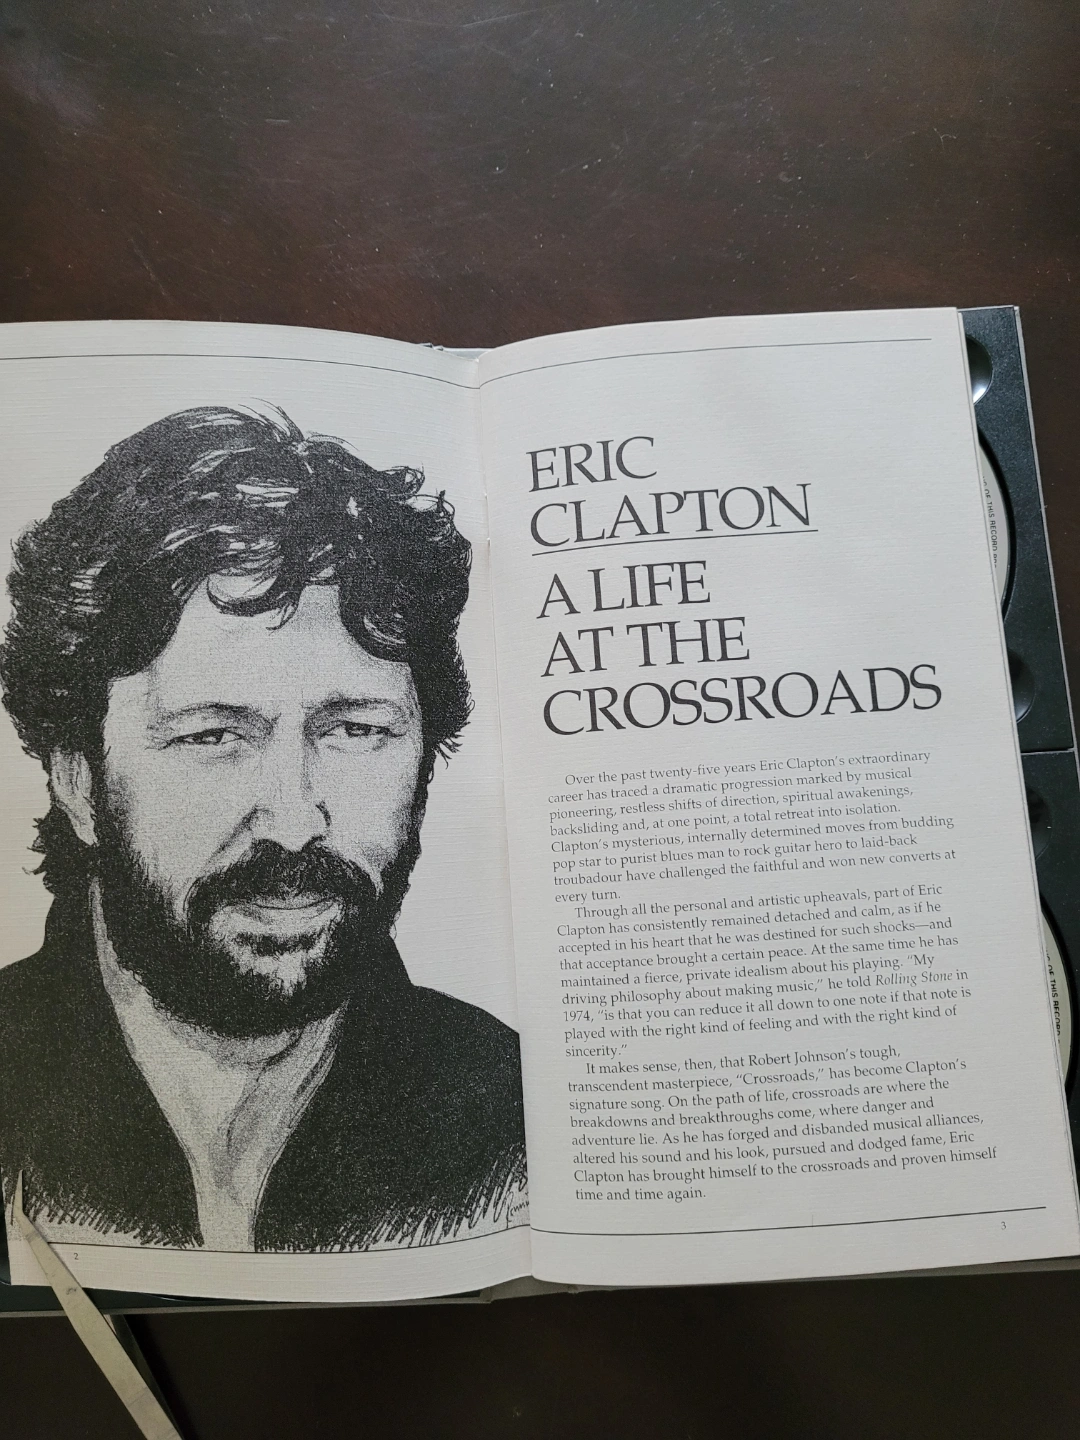 ERIC
CLAPTON
A LIFE
AT THE
CROSSROADS
Over the past twenty-five years Eric Clapton's extraordinary
career has traced a dramatic progression marked by musical
pioneering, restless shifts of direction, spiritual awakenings,
backsliding and, at one point, a total retreat into isolation.
Clapton's mysterious, internally determined moves from budding
pop star to purist blues man to rock guitar hero to laid-back
troubadour have challenged the faithful and won new converts at
every turn.
Through all the personal and artistic upheavals, part of Eric
Clapton has consistently remained detached and calm, as if he
accepted in his heart that he was destined for such shocks—and
that acceptance brought a certain peace. At the same time he has
maintained a fierce, private idealism about his playing. "My
driving philosophy about making music," he told Rolling Stone in
1974, "is that you can reduce it all down to one note if that note is
played with the right kind of feeling and with the right kind of
sincerity."
It makes sense, then, that Robert Johnson's tough,
transcendent masterpiece, "Crossroads," has become Clapton's
signature song. On the path of life, crossroads are where the
breakdowns and breakthroughs come, where danger and
adventure lie. As he has forged and disbanded musical alliances,
altered his sound and his look, pursued and dodged fame, Eric
Clapton has brought himself to the crossroads and proven himself
time and time again.
2
3
OF THIS RECORD
OF THIS RECORD